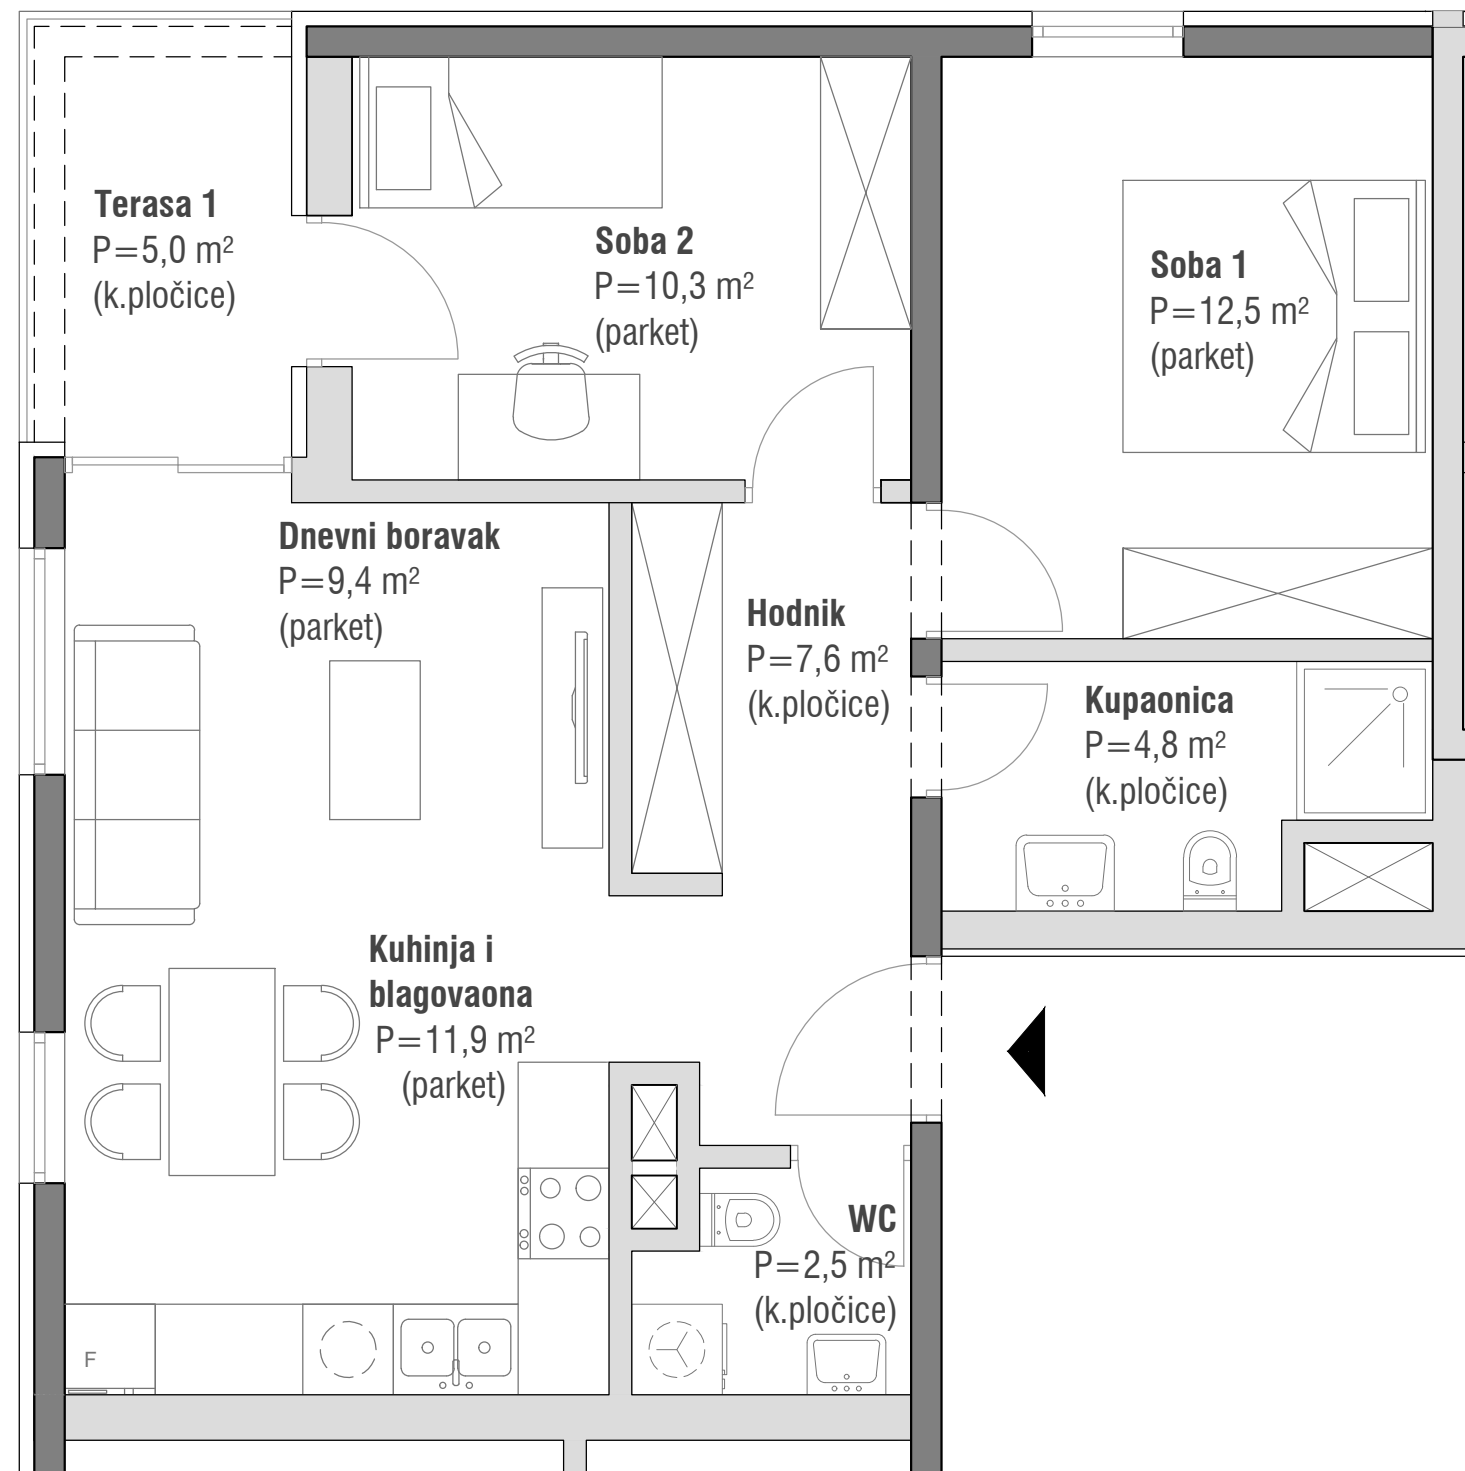 Terasa 1
P=5,0 m²
(k.pločice)
Soba 2
P=10,3 m²
(parket)
Soba 1
P=12,5 m²
(parket)
Dnevni boravak
P=9,4 m²
(parket)
Hodnik
P=7,6 m²
(k.pločice)
Kupaonica
P=4,8 m²
(k.pločice)
Kuhinja i
blagovaona
P=11,9 m²
(parket)
WC
P=2,5 m²
(k.pločice)
F